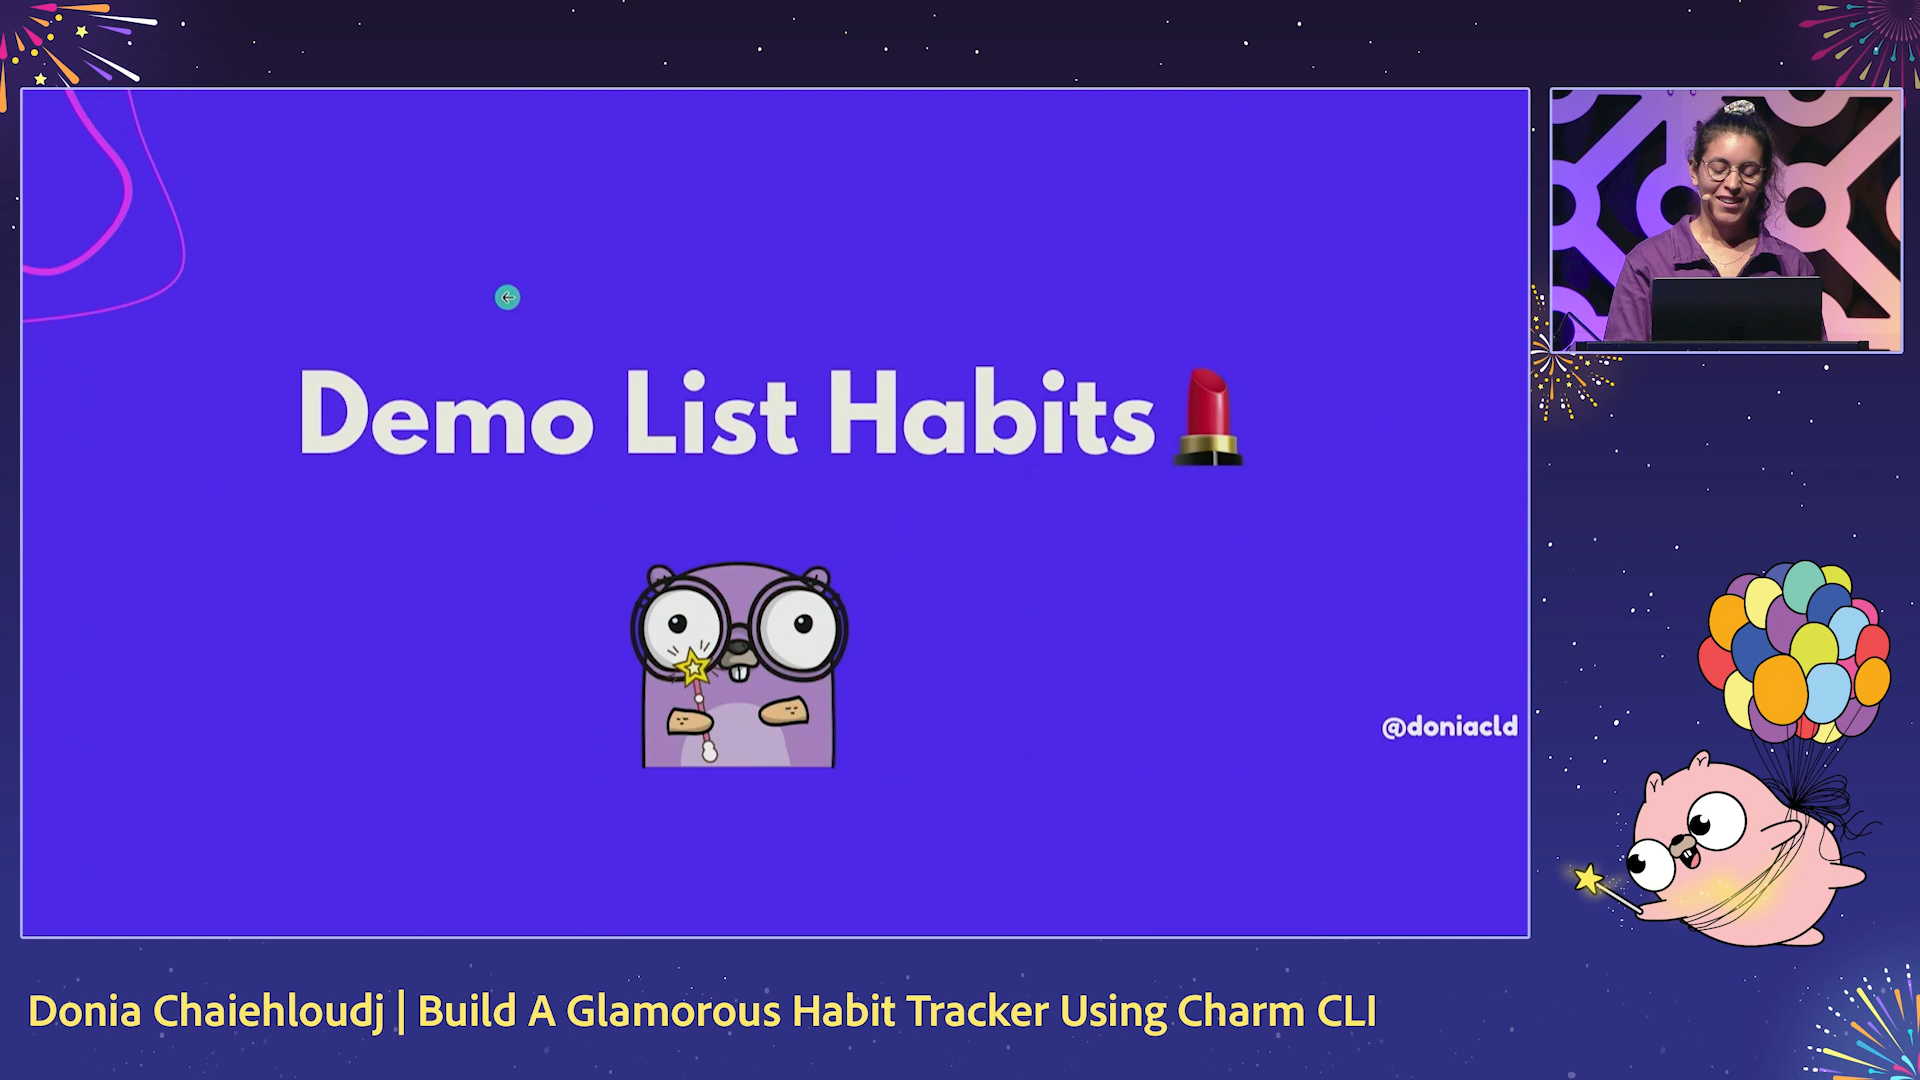 Demo List Habits
@doniacld
Donia Chaiehloudj | Build A Glamorous Habit Tracker Using Charm CLI